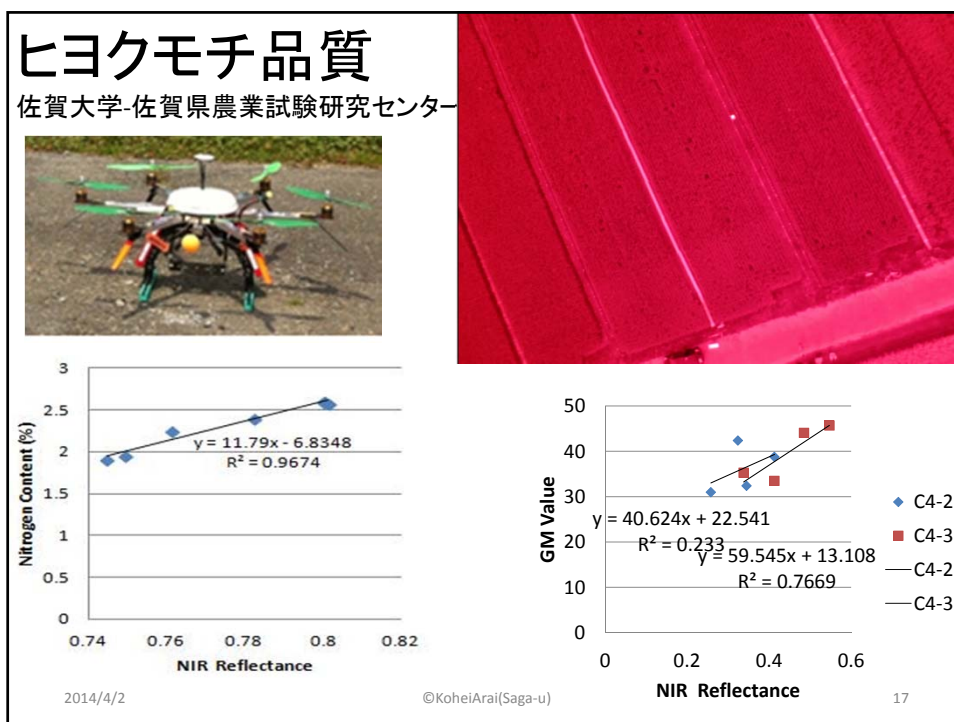 ヒヨクモチ品質
佐賀大学-佐賀県農業試験研究センター
3
2.5
2
1.5
1
0.5
0
Nitrogen Content (%)
y = 11.79x - 6.8348
R² = 0.9674
0.74 0.76 0.78 0.8 0.82
NIR Reflectance
50
40
30
20
10
0
GM Value
y = 40.624x + 22.541
R² = 0.233
y = 59.545x + 13.108
R² = 0.7669
0 0.2 0.4 0.6
NIR Reflectance
C4-2
C4-3
C4-2
C4-3
2014/4/2 ©KoheiArai(Saga-u) 17